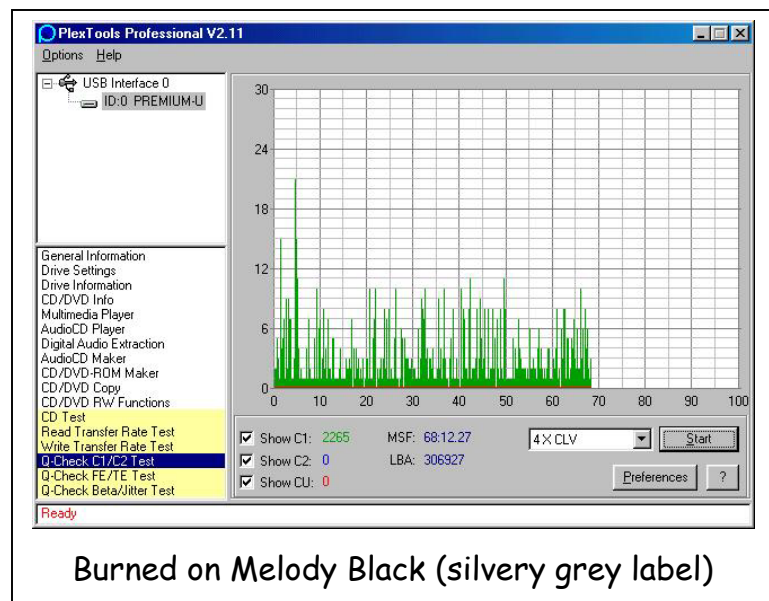 PlexTools Professional V2.11
Options Help
USB Interface 0
ID:0 PREMIUM-U
General Information
Drive Settings
Drive Information
CD/DVD Info
Multimedia Player
AudioCD Player
Digital Audio Extraction
AudioCD Maker
CD/DVD-ROM Maker
CD/DVD Copy
CD/DVD RW Functions
CD Test
Read Transfer Rate Test
Write Transfer Rate Test
Q-Check C1/C2 Test
Q-Check FE/TE Test
Q-Check Beta/Jitter Test
30
24
18
12
6
0
0 10 20 30 40 50 60 70 80 90 100
Show C1: 2265 MSF: 68:12.27 4 X CLV Start
Show C2: 0 LBA: 306927
Show CU: 0 Preferences ?
Ready
Burned on Melody Black (silvery grey label)